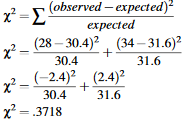 χ² = ∑ (observed − expected)² / expected
χ² = (28 − 30.4)² / 30.4 + (34 − 31.6)² / 31.6
χ² = (−2.4)² / 30.4 + (2.4)² / 31.6
χ² = .3718